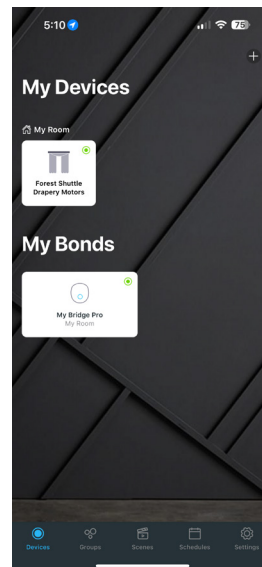 5:10
75
+
My Devices
My Room
Forest Shuttle
Drapery Motors
My Bonds
My Bridge Pro
My Room
Devices Groups Scenes Schedules Settings